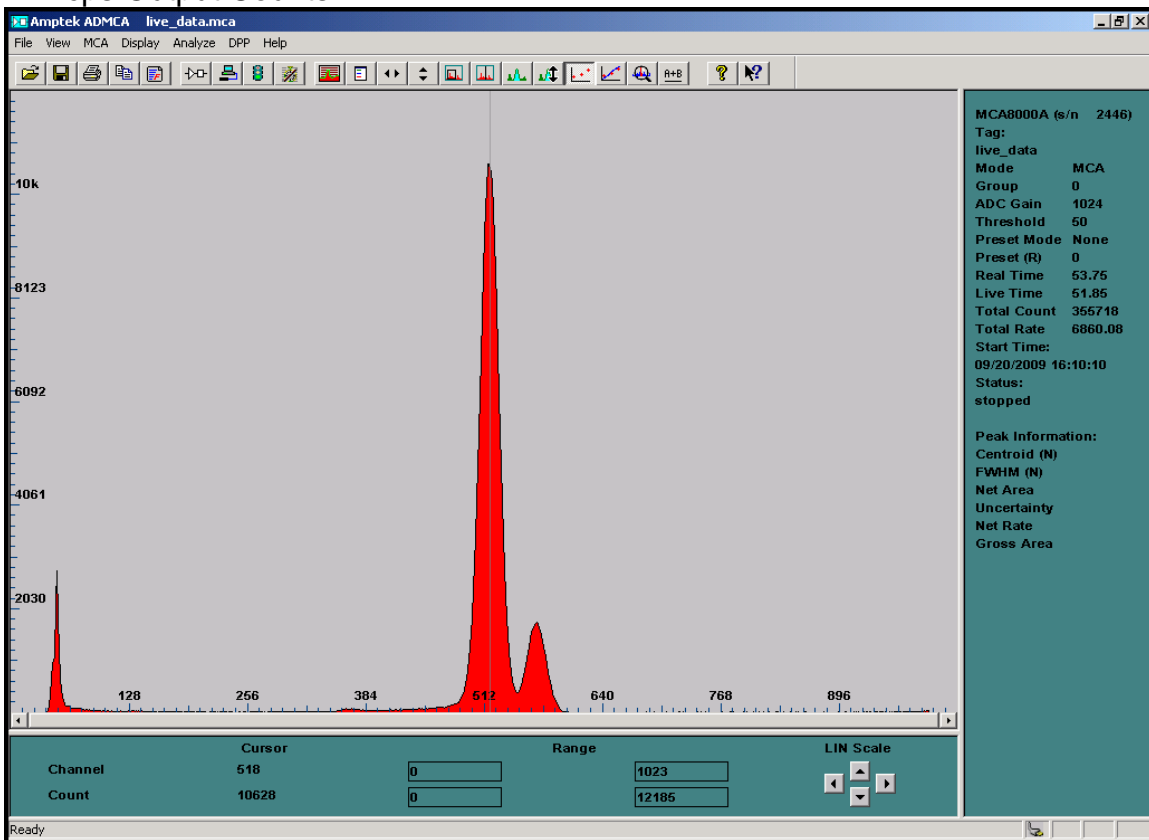 Amptek ADMCA live_data.mca
File View MCA Display Analyze DPP Help
A+B
10k
8123
6092
4061
2030
128 256 384 512 640 768 896
MCA8000A (s/n 2446)
Tag:
live_data
Mode MCA
Group 0
ADC Gain 1024
Threshold 50
Preset Mode None
Preset (R) 0
Real Time 53.75
Live Time 51.85
Total Count 355718
Total Rate 6860.08
Start Time:
09/20/2009 16:10:10
Status:
stopped
Peak Information:
Centroid (N)
FWHM (N)
Net Area
Uncertainty
Net Rate
Gross Area
Cursor Range LIN Scale
Channel 518 0 1023
Count 10628 0 12185
Ready